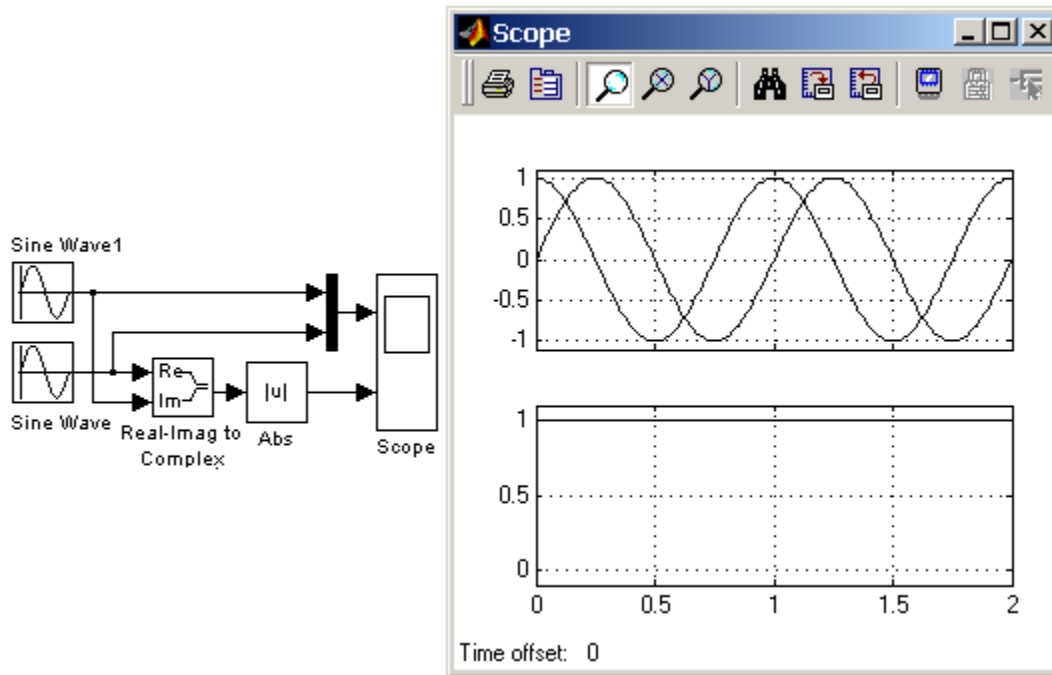 Scope
Sine Wave1
Sine Wave
Re
Im
Real-Imag to
Complex
|u|
Abs
Scope
1
0.5
0
-0.5
-1
1
0.5
0
0
0.5
1
1.5
2
Time offset: 0